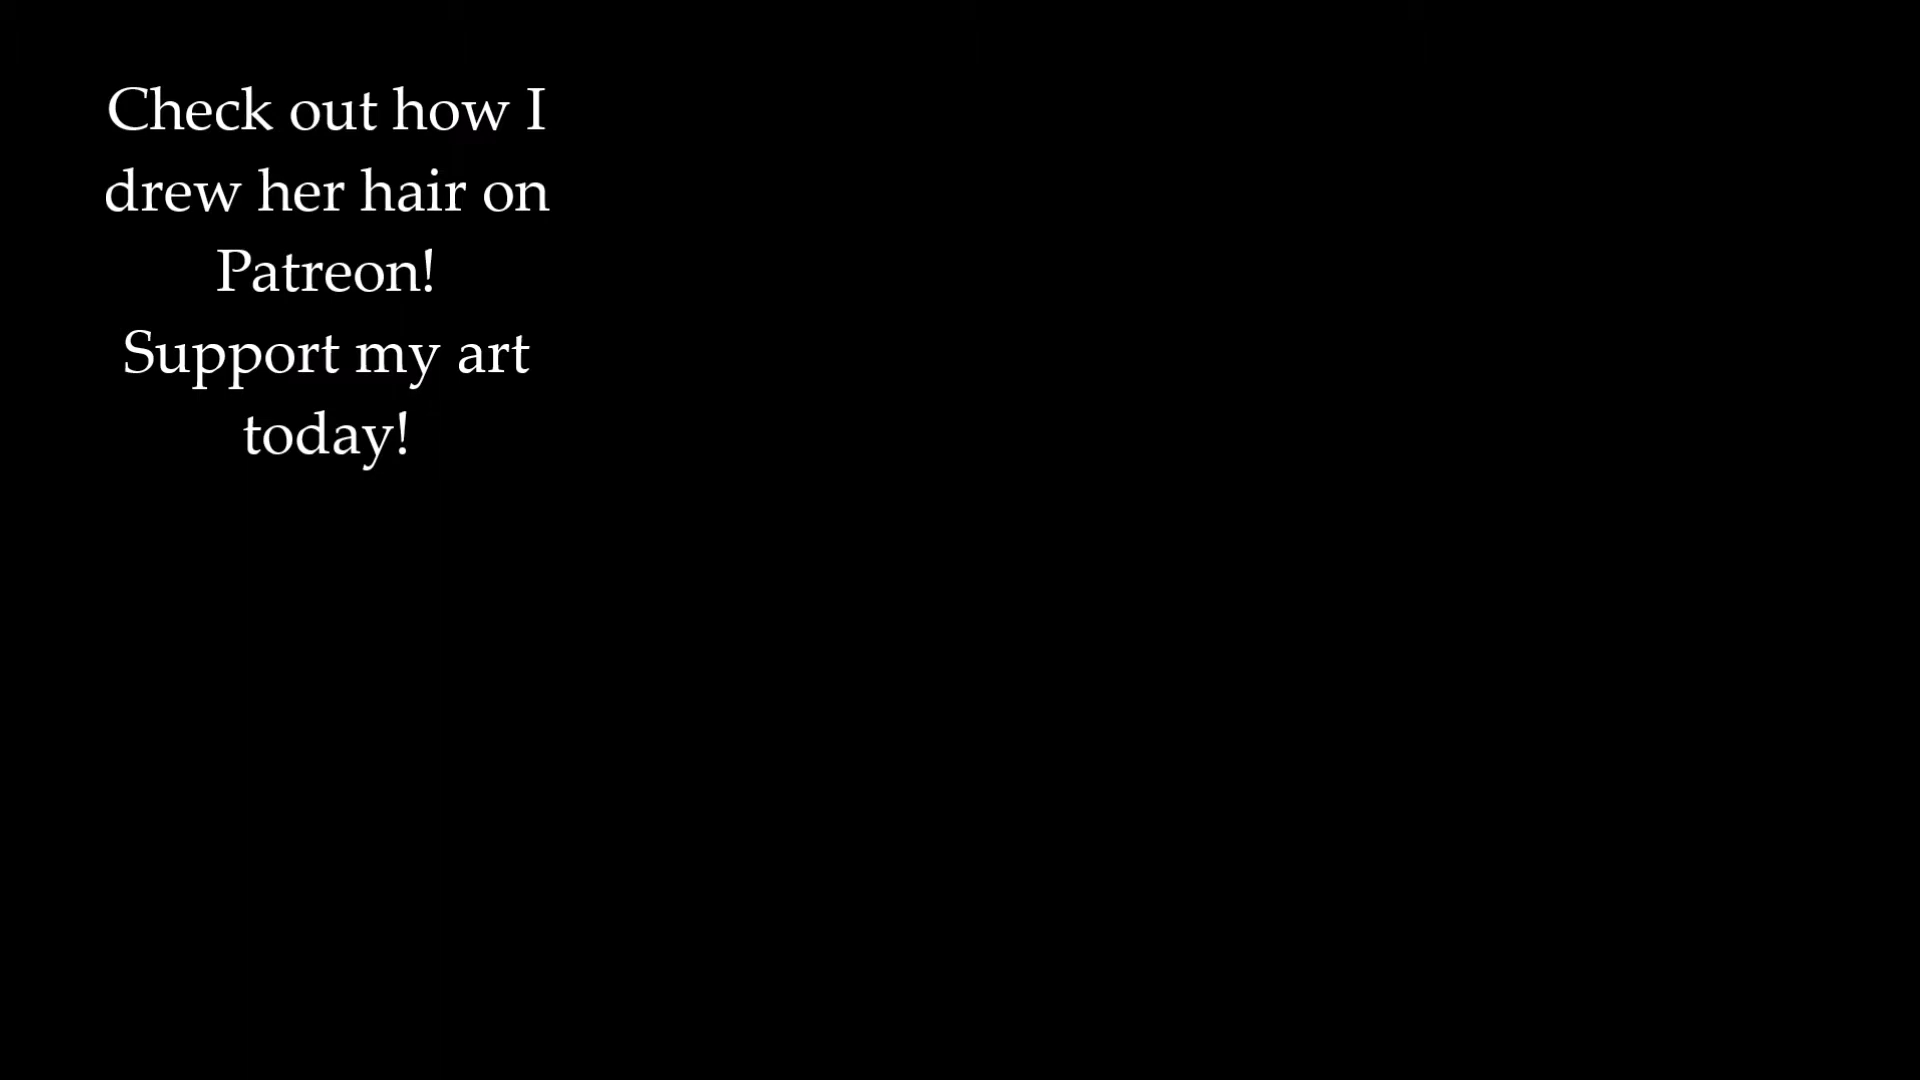 Check out how I
drew her hair on
Patreon!
Support my art
today!